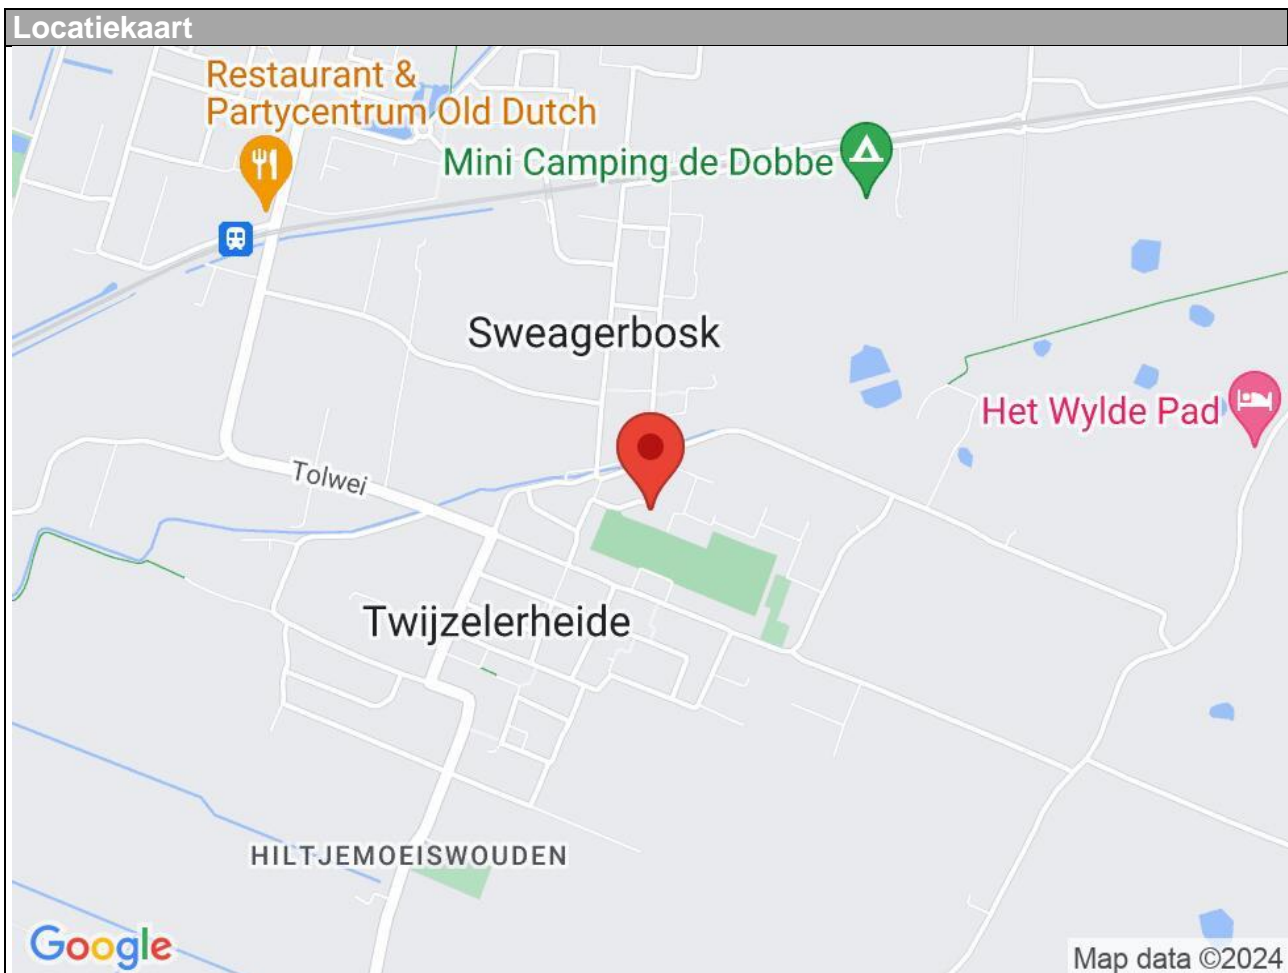 Locatiekaart
Restaurant &
Partycentrum Old Dutch
Mini Camping de Dobbe
Sweagerbosk
Het Wylde Pad
Tolwei
Twijzelerheide
HILTJEMOEISWOUDEN
Google
Map data ©2024